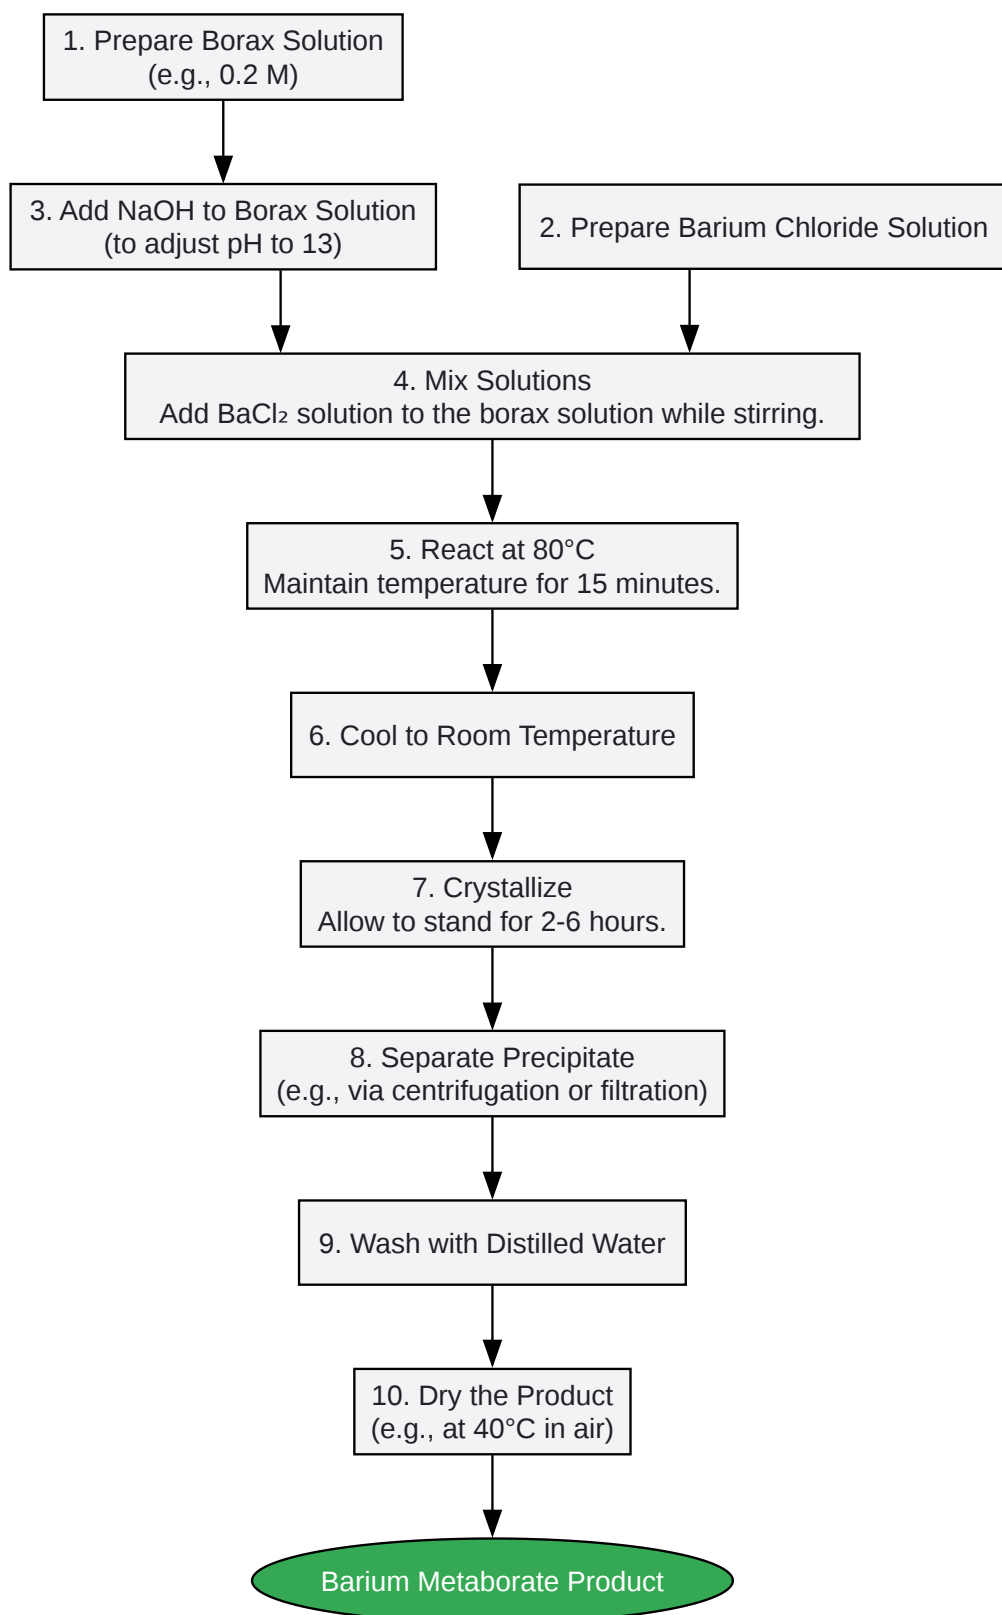 1. Prepare Borax Solution
(e.g., 0.2 M)
3. Add NaOH to Borax Solution
(to adjust pH to 13)
2. Prepare Barium Chloride Solution
4. Mix Solutions
Add BaCl₂ solution to the borax solution while stirring.
5. React at 80°C
Maintain temperature for 15 minutes.
6. Cool to Room Temperature
7. Crystallize
Allow to stand for 2-6 hours.
8. Separate Precipitate
(e.g., via centrifugation or filtration)
9. Wash with Distilled Water
10. Dry the Product
(e.g., at 40°C in air)
Barium Metaborate Product